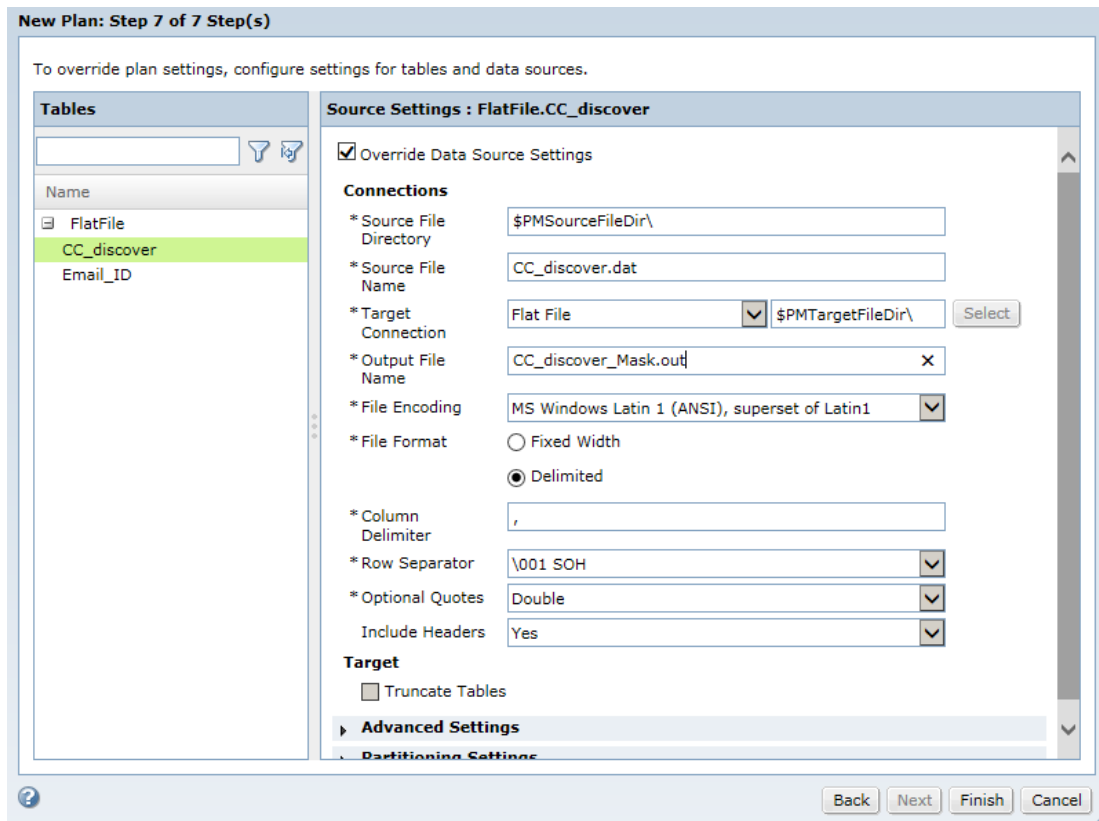 New Plan: Step 7 of 7 Step(s)
To override plan settings, configure settings for tables and data sources.
Tables
Name
FlatFile
CC_discover
Email_ID
Source Settings : FlatFile.CC_discover
Override Data Source Settings
Connections
* Source File
Directory
$PMSourceFileDir\
* Source File
Name
CC_discover.dat
* Target
Connection
Flat File
$PMTargetFileDir\
Select
* Output File
Name
CC_discover_Mask.out
* File Encoding
MS Windows Latin 1 (ANSI), superset of Latin1
* File Format
Fixed Width
Delimited
* Column
Delimiter
,
* Row Separator
\001 SOH
* Optional Quotes
Double
Include Headers
Yes
Target
Truncate Tables
Advanced Settings
Partitioning Settings
Back
Next
Finish
Cancel